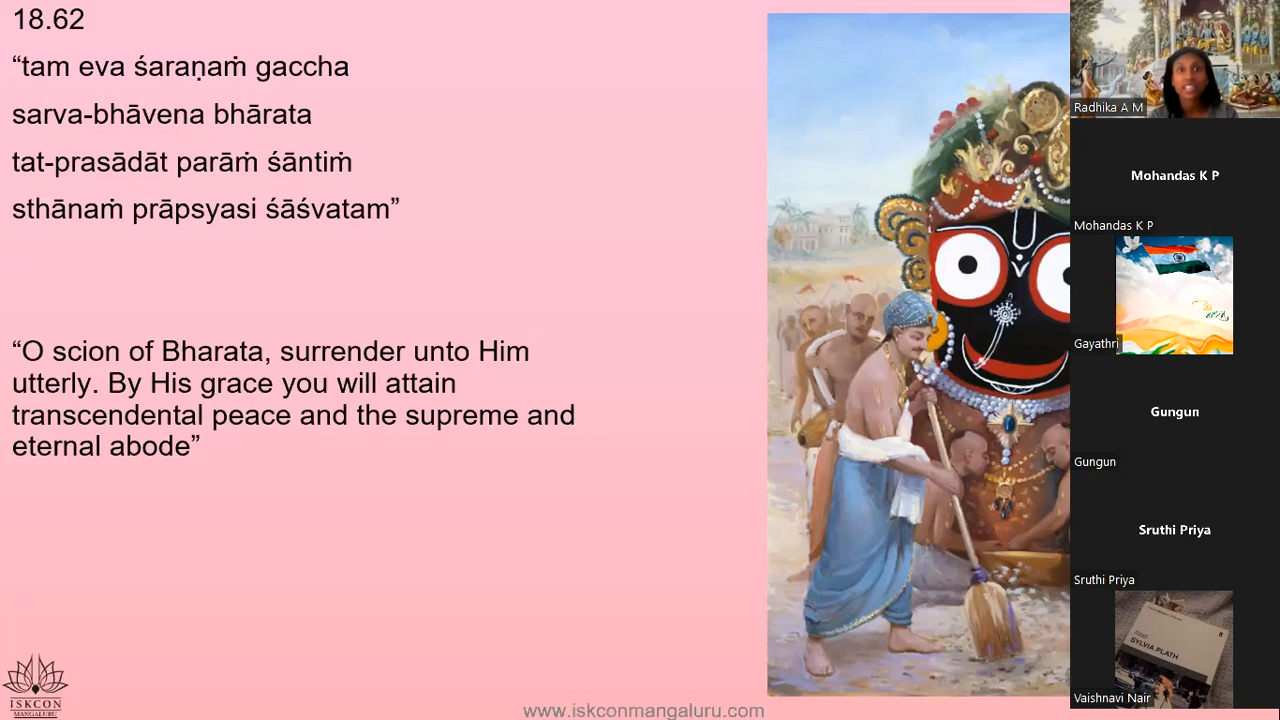 18.62
“tam eva śaraṇaṁ gaccha
sarva-bhāvena bhārata
tat-prasādāt parāṁ śāntiṁ
sthānaṁ prāpsyasi śāśvatam”
“O scion of Bharata, surrender unto Him
utterly. By His grace you will attain
transcendental peace and the supreme and
eternal abode”
ISKCON
MANGALURU
www.iskconmangaluru.com
Radhika A M
Mohandas K P
Mohandas K P
Gayathri
Gungun
Gungun
Sruthi Priya
Sruthi Priya
SYLVIA PLATH
Vaishnavi Nair